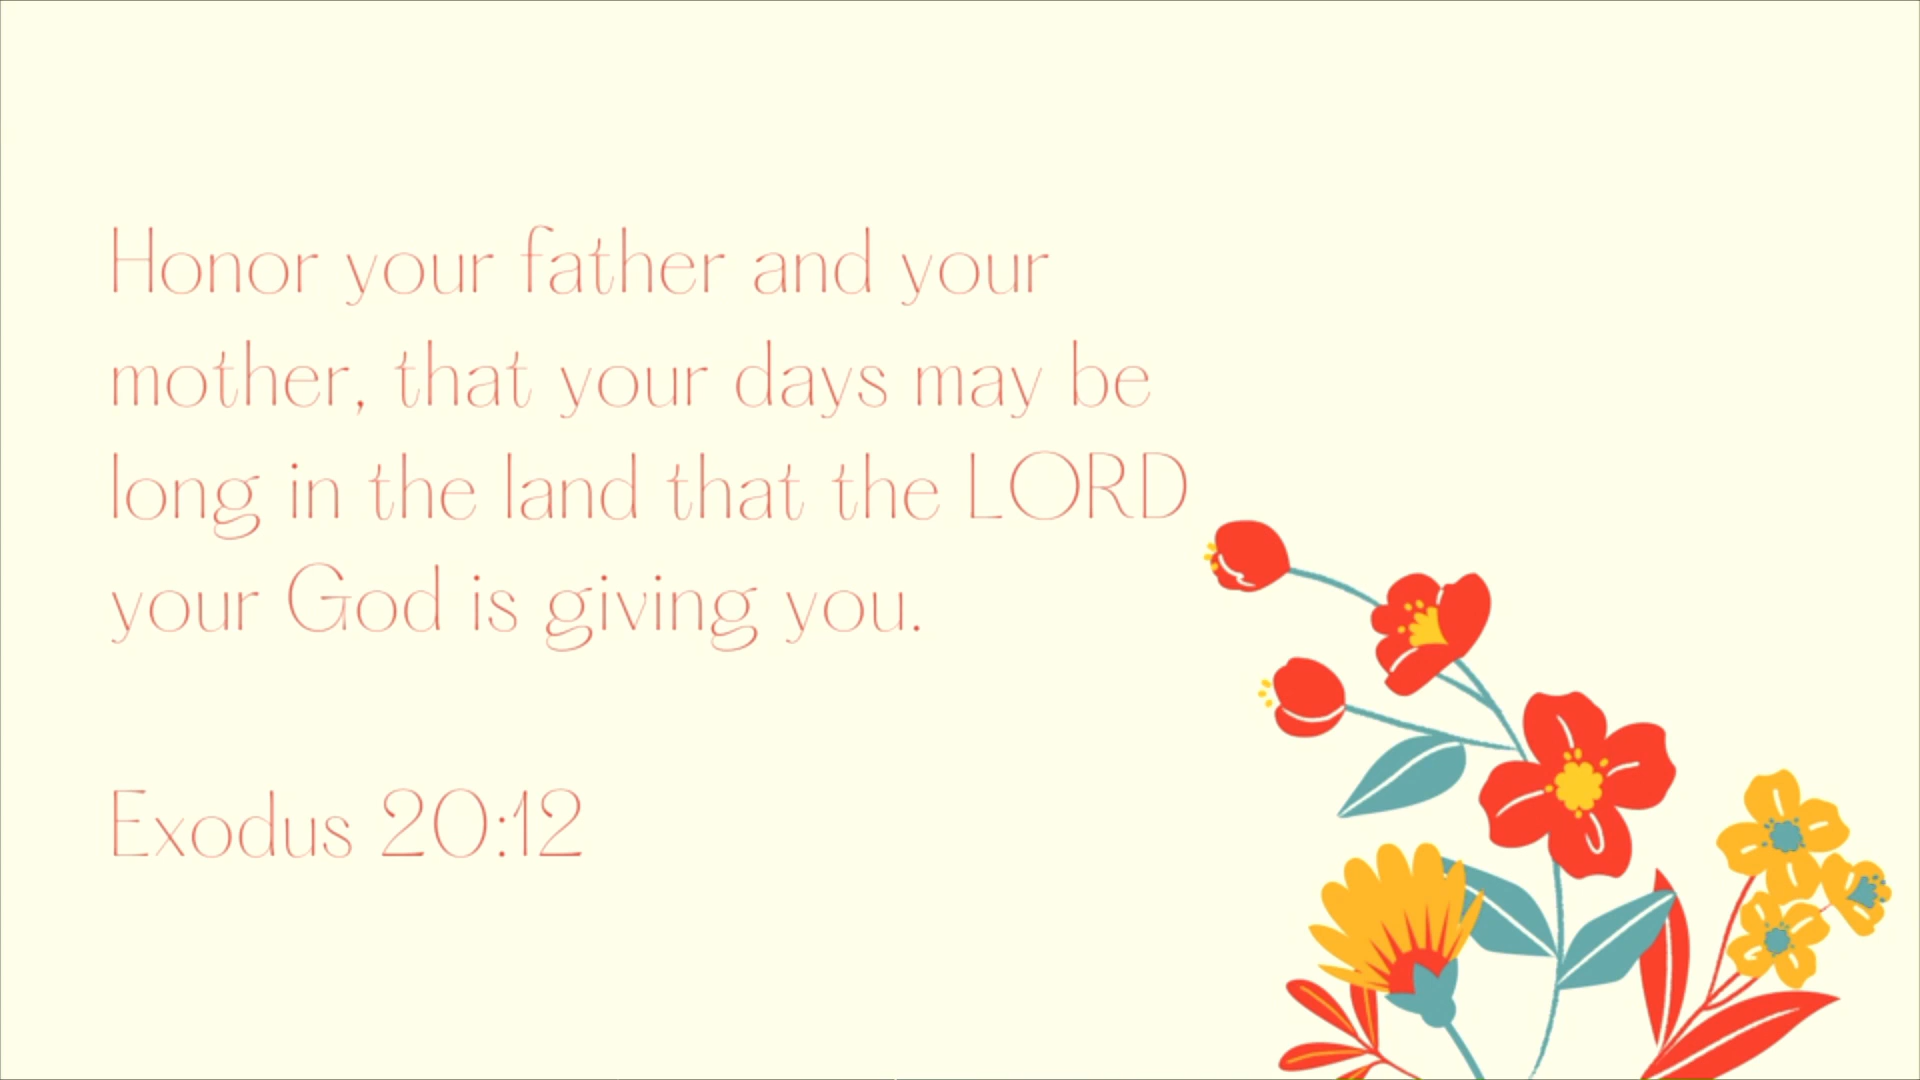 Honor your father and your
mother, that your days may be
long in the land that the LORD
your God is giving you.
Exodus 20:12